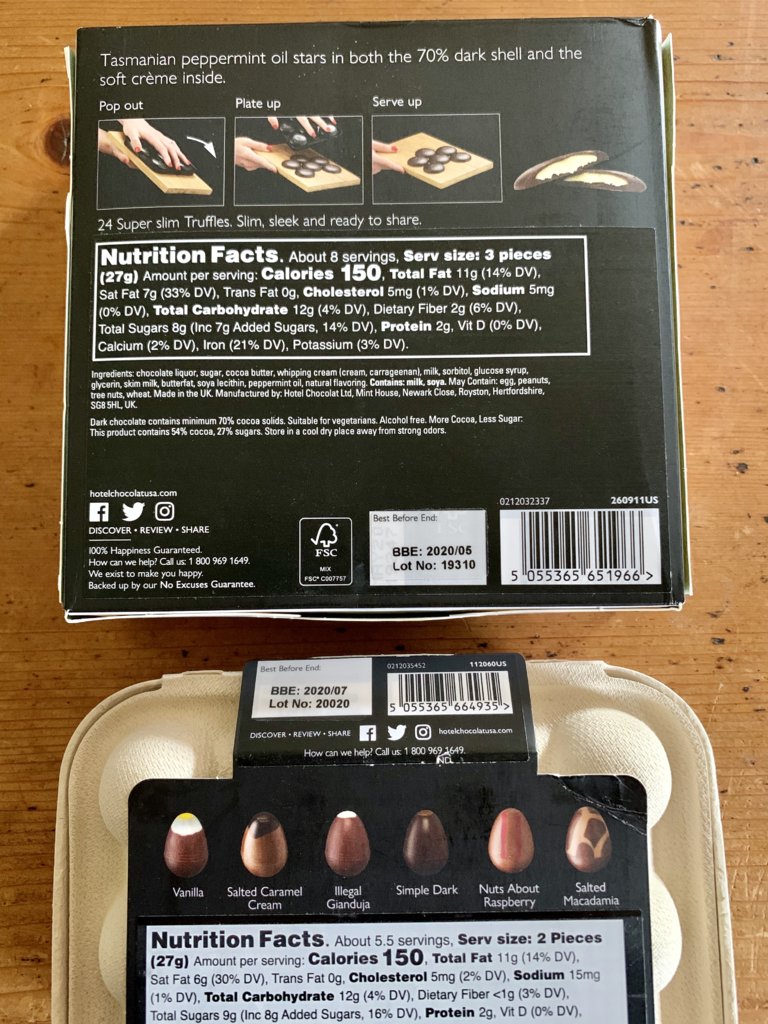 Tasmanian peppermint oil stars in both the 70% dark shell and the
soft crème inside.
Pop out
Plate up
Serve up
24 Super slim Truffles. Slim, sleek and ready to share.
Nutrition Facts. About 8 servings, Serv size: 3 pieces
(27g) Amount per serving: Calories 150, Total Fat 11g (14% DV),
Sat Fat 7g (33% DV), Trans Fat 0g, Cholesterol 5mg (1% DV), Sodium 5mg
(0% DV), Total Carbohydrate 12g (4% DV), Dietary Fiber 2g (6% DV),
Total Sugars 8g (Inc 7g Added Sugars, 14% DV), Protein 2g, Vit D (0% DV),
Calcium (2% DV), Iron (21% DV), Potassium (3% DV).
Ingredients: chocolate liquor, sugar, cocoa butter, whipping cream (cream, carrageenan), milk, sorbitol, glucose syrup,
glycerin, skim milk, butterfat, soya lecithin, peppermint oil, natural flavoring. Contains: milk, soya. May Contain: egg, peanuts,
tree nuts, wheat. Made in the UK. Manufactured by: Hotel Chocolat Ltd, Mint House, Newark Close, Royston, Hertfordshire,
SG8 5HL, UK.
Dark chocolate contains minimum 70% cocoa solids. Suitable for vegetarians. Alcohol free. More Cocoa, Less Sugar:
This product contains 54% cocoa, 27% sugars. Store in a cool dry place away from strong odors.
hotelchocolatusa.com
DISCOVER • REVIEW • SHARE
100% Happiness Guaranteed.
How can we help? Call us: 1 800 969 1649.
We exist to make you happy.
Backed up by our No Excuses Guarantee.
FSC
MIX
FSC® C007757
Best Before End:
BBE: 2020/05
Lot No: 19310
0212032337 260911US
5 055365 651966 >
Best Before End:
BBE: 2020/07
Lot No: 20020
0212035452 112060US
5 055365 664935 >
DISCOVER • REVIEW • SHARE hotelchocolatusa.com
How can we help? Call us: 1 800 969 1649.
Vanilla
Salted Caramel
Cream
Illegal
Gianduja
Simple Dark
Nuts About
Raspberry
Salted
Macadamia
Nutrition Facts. About 5.5 servings, Serv size: 2 Pieces
(27g) Amount per serving: Calories 150, Total Fat 11g (14% DV),
Sat Fat 6g (30% DV), Trans Fat 0g, Cholesterol 5mg (2% DV), Sodium 15mg
(1% DV), Total Carbohydrate 12g (4% DV), Dietary Fiber <1g (3% DV),
Total Sugars 9g (Inc 8g Added Sugars, 16% DV), Protein 2g, Vit D (0% DV),